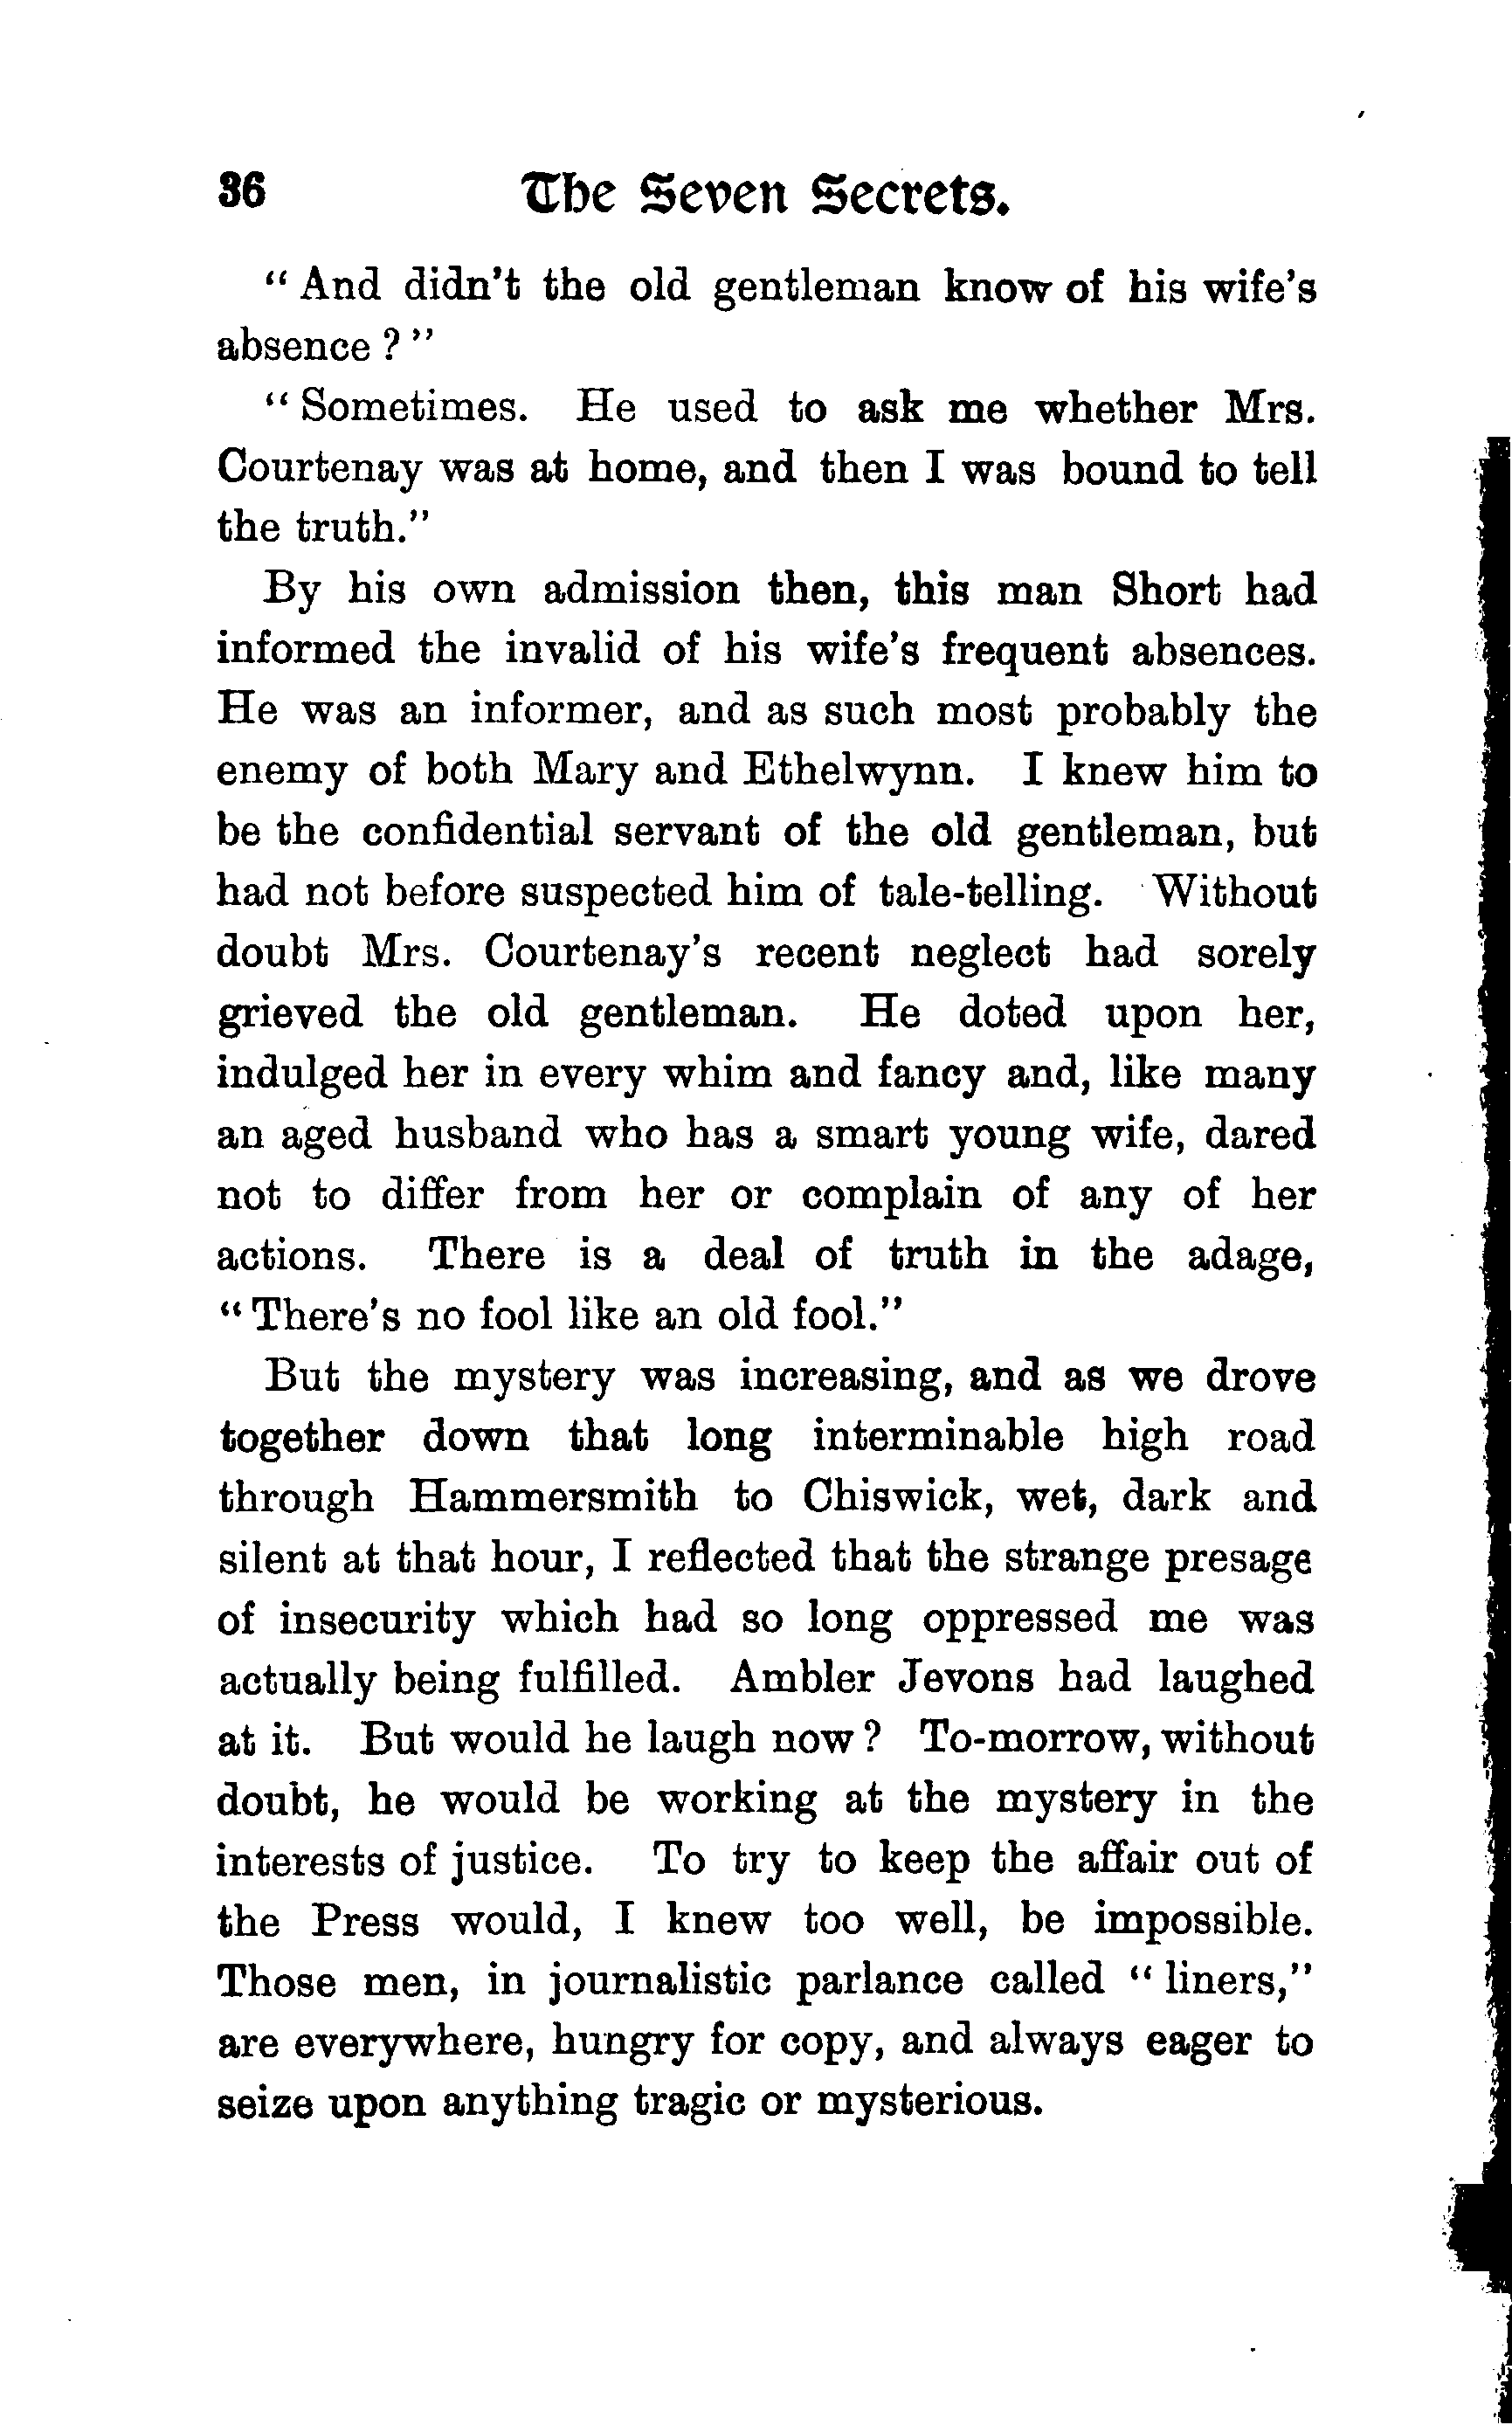 36 The Seven Secrets.
" And didn't the old gentleman know of his wife's
absence ? "
" Sometimes. He used to ask me whether Mrs.
Courtenay was at home, and then I was bound to tell
the truth."
By his own admission then, this man Short had
informed the invalid of his wife's frequent absences.
He was an informer, and as such most probably the
enemy of both Mary and Ethelwynn. I knew him to
be the confidential servant of the old gentleman, but
had not before suspected him of tale-telling. Without
doubt Mrs. Courtenay's recent neglect had sorely
grieved the old gentleman. He doted upon her,
indulged her in every whim and fancy and, like many
an aged husband who has a smart young wife, dared
not to differ from her or complain of any of her
actions. There is a deal of truth in the adage,
" There's no fool like an old fool."
But the mystery was increasing, and as we drove
together down that long interminable high road
through Hammersmith to Chiswick, wet, dark and
silent at that hour, I reflected that the strange presage
of insecurity which had so long oppressed me was
actually being fulfilled. Ambler Jevons had laughed
at it. But would he laugh now ? To-morrow, without
doubt, he would be working at the mystery in the
interests of justice. To try to keep the affair out of
the Press would, I knew too well, be impossible.
Those men, in journalistic parlance called " liners,"
are everywhere, hungry for copy, and always eager to
seize upon anything tragic or mysterious.